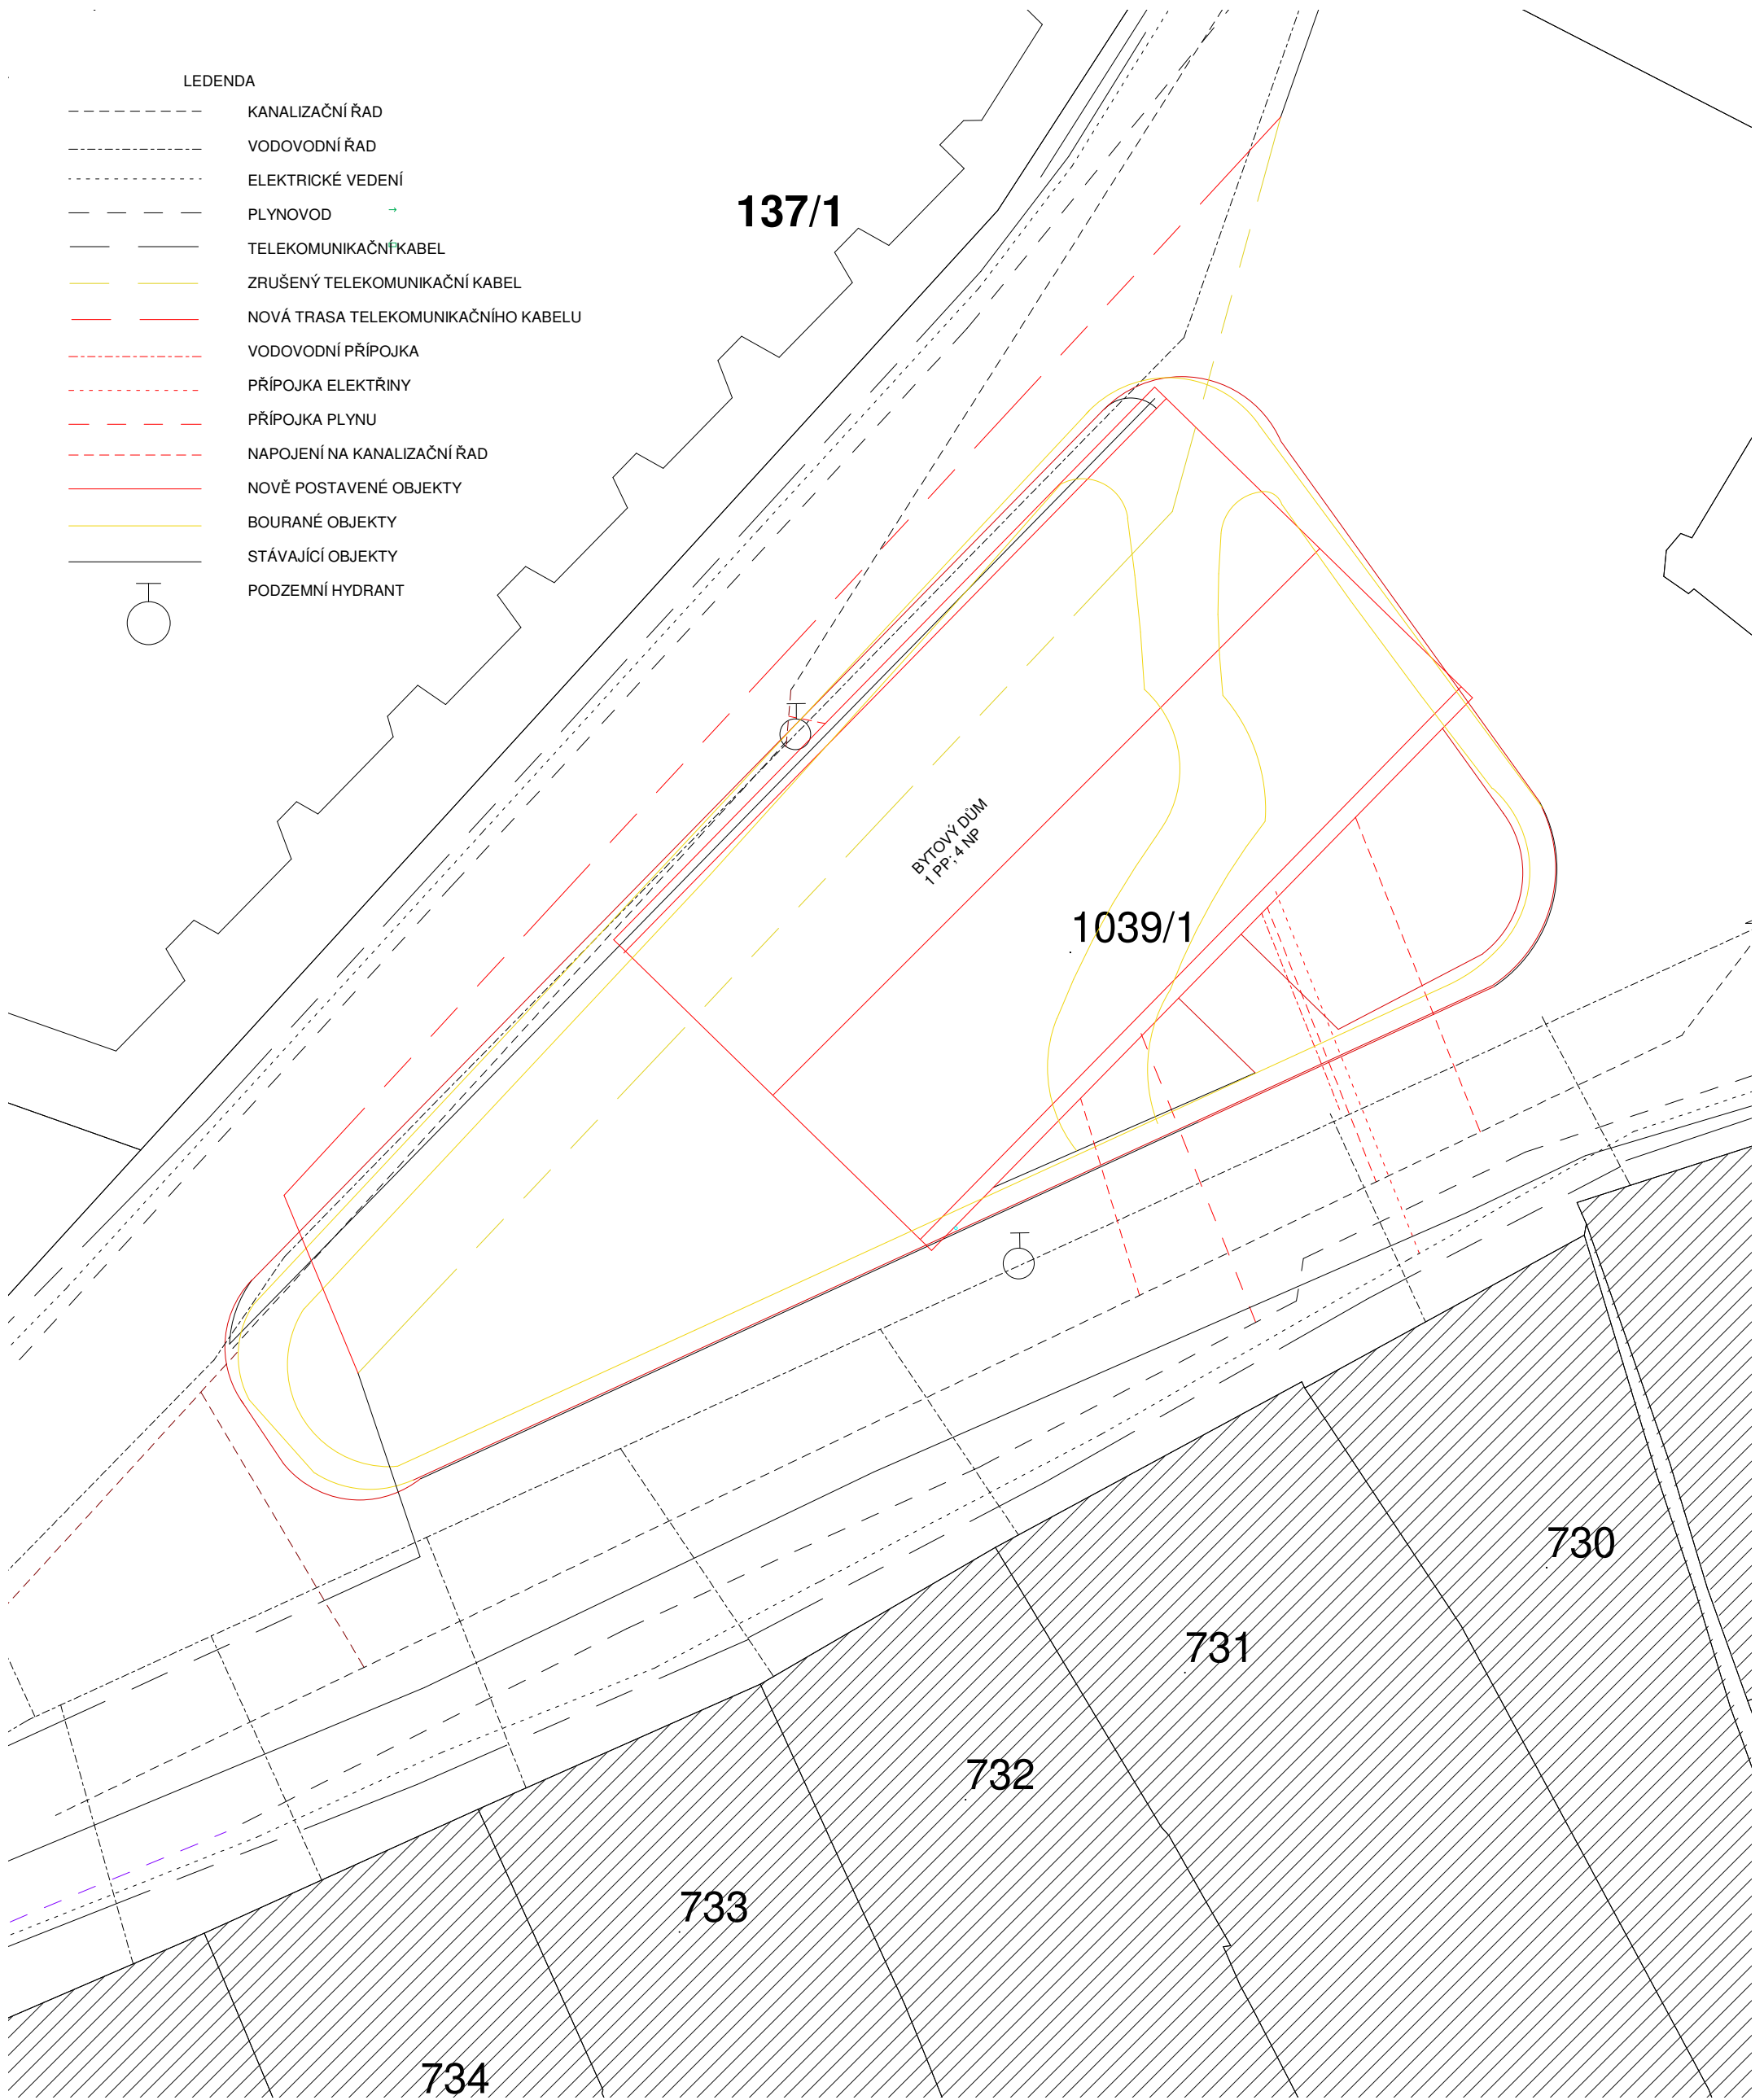 LEDENDA
KANALIZAČNÍ ŘAD
VODOVODNÍ ŘAD
ELEKTRICKÉ VEDENÍ
PLYNOVOD
TELEKOMUNIKAČNÍ KABEL
ZRUŠENÝ TELEKOMUNIKAČNÍ KABEL
NOVÁ TRASA TELEKOMUNIKAČNÍHO KABELU
VODOVODNÍ PŘÍPOJKA
PŘÍPOJKA ELEKTŘINY
PŘÍPOJKA PLYNU
NAPOJENÍ NA KANALIZAČNÍ ŘAD
NOVĚ POSTAVENÉ OBJEKTY
BOURANÉ OBJEKTY
STÁVAJÍCÍ OBJEKTY
PODZEMNÍ HYDRANT
137/1
BYTOVÝ DŮM
1 PP; 4 NP
1039/1
730
731
732
733
734